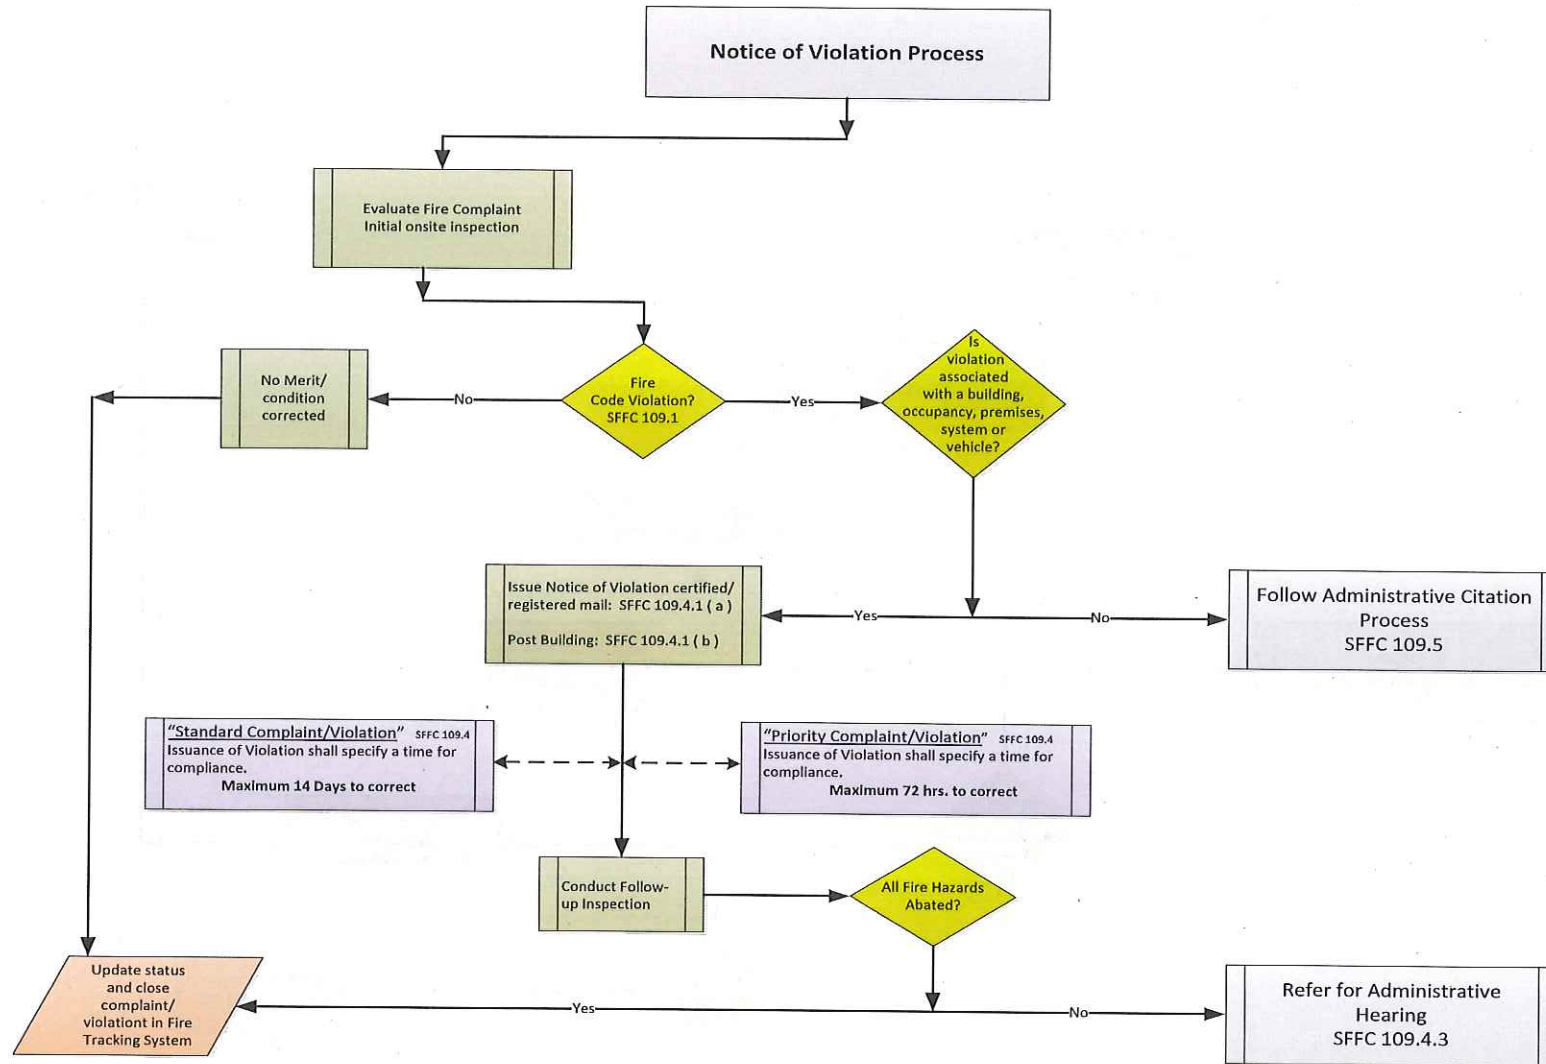 Notice of Violation Process
Evaluate Fire Complaint
Initial onsite inspection
No Merit/
condition
corrected
No
Fire
Code Violation?
SFFC 109.1
Yes
Is
violation
associated
with a building,
occupancy, premises,
system or
vehicle?
Issue Notice of Violation certified/
registered mail: SFFC 109.4.1 ( a )
Post Building: SFFC 109.4.1 ( b )
Yes
No
Follow Administrative Citation
Process
SFFC 109.5
"Standard Complaint/Violation" SFFC 109.4
Issuance of Violation shall specify a time for
compliance.
Maximum 14 Days to correct
"Priority Complaint/Violation" SFFC 109.4
Issuance of Violation shall specify a time for
compliance.
Maximum 72 hrs. to correct
Conduct Follow-
up Inspection
All Fire Hazards
Abated?
Update status
and close
complaint/
violationt in Fire
Tracking System
Yes
No
Refer for Administrative
Hearing
SFFC 109.4.3